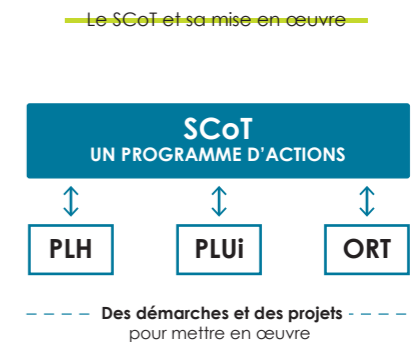 Le SCoT et sa mise en œuvre
SCoT
UN PROGRAMME D'ACTIONS
PLH PLUi ORT
Des démarches et des projets
pour mettre en œuvre